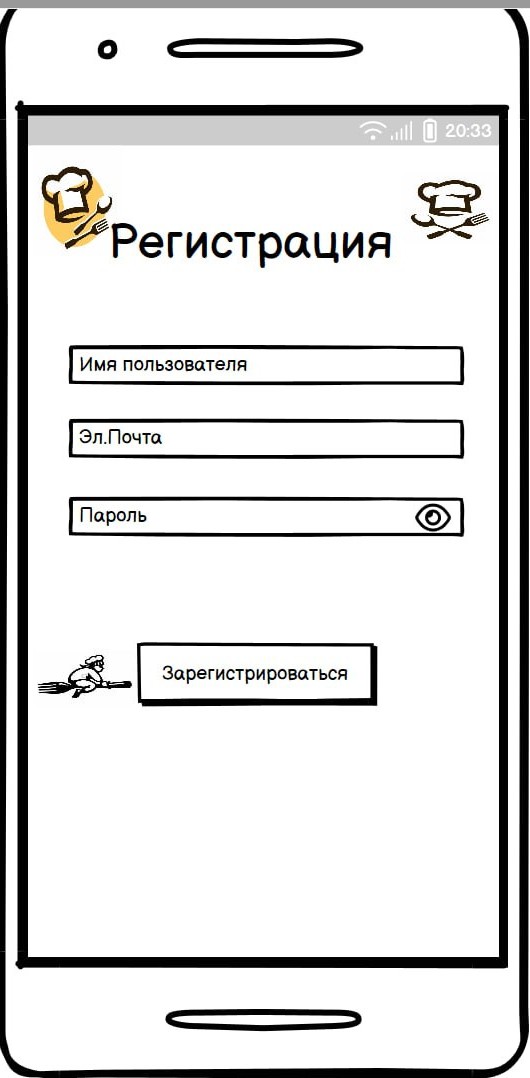 20:33
Регистрация
Имя пользователя
Эл.Почта
Пароль
Зарегистрироваться